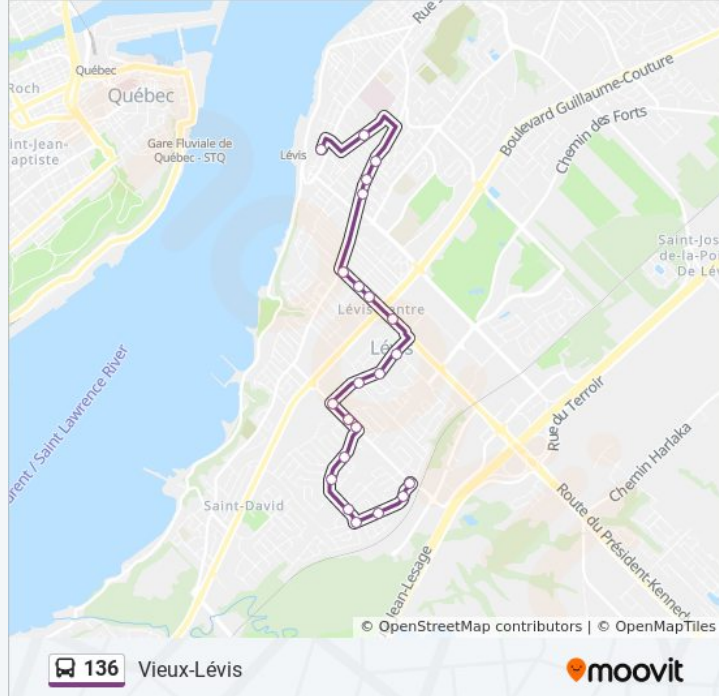 Rue
Québec
Québec
Roch
int-Jean-
aptiste
Gare Fluviale de
Québec - STQ
Lévis
Boulevard Guillaume-Couture
Chemin des Forts
Saint-Jos
de-la-Poi
De Lév
Lévis Centre
Lévis
Rue du Terroir
Chemin Harlaka
urent / Saint Lawrence River
Saint-David
Route du Président-Kenned
Jean-Lesage
© OpenStreetMap contributors | © OpenMapTiles
136 Vieux-Lévis
moovit